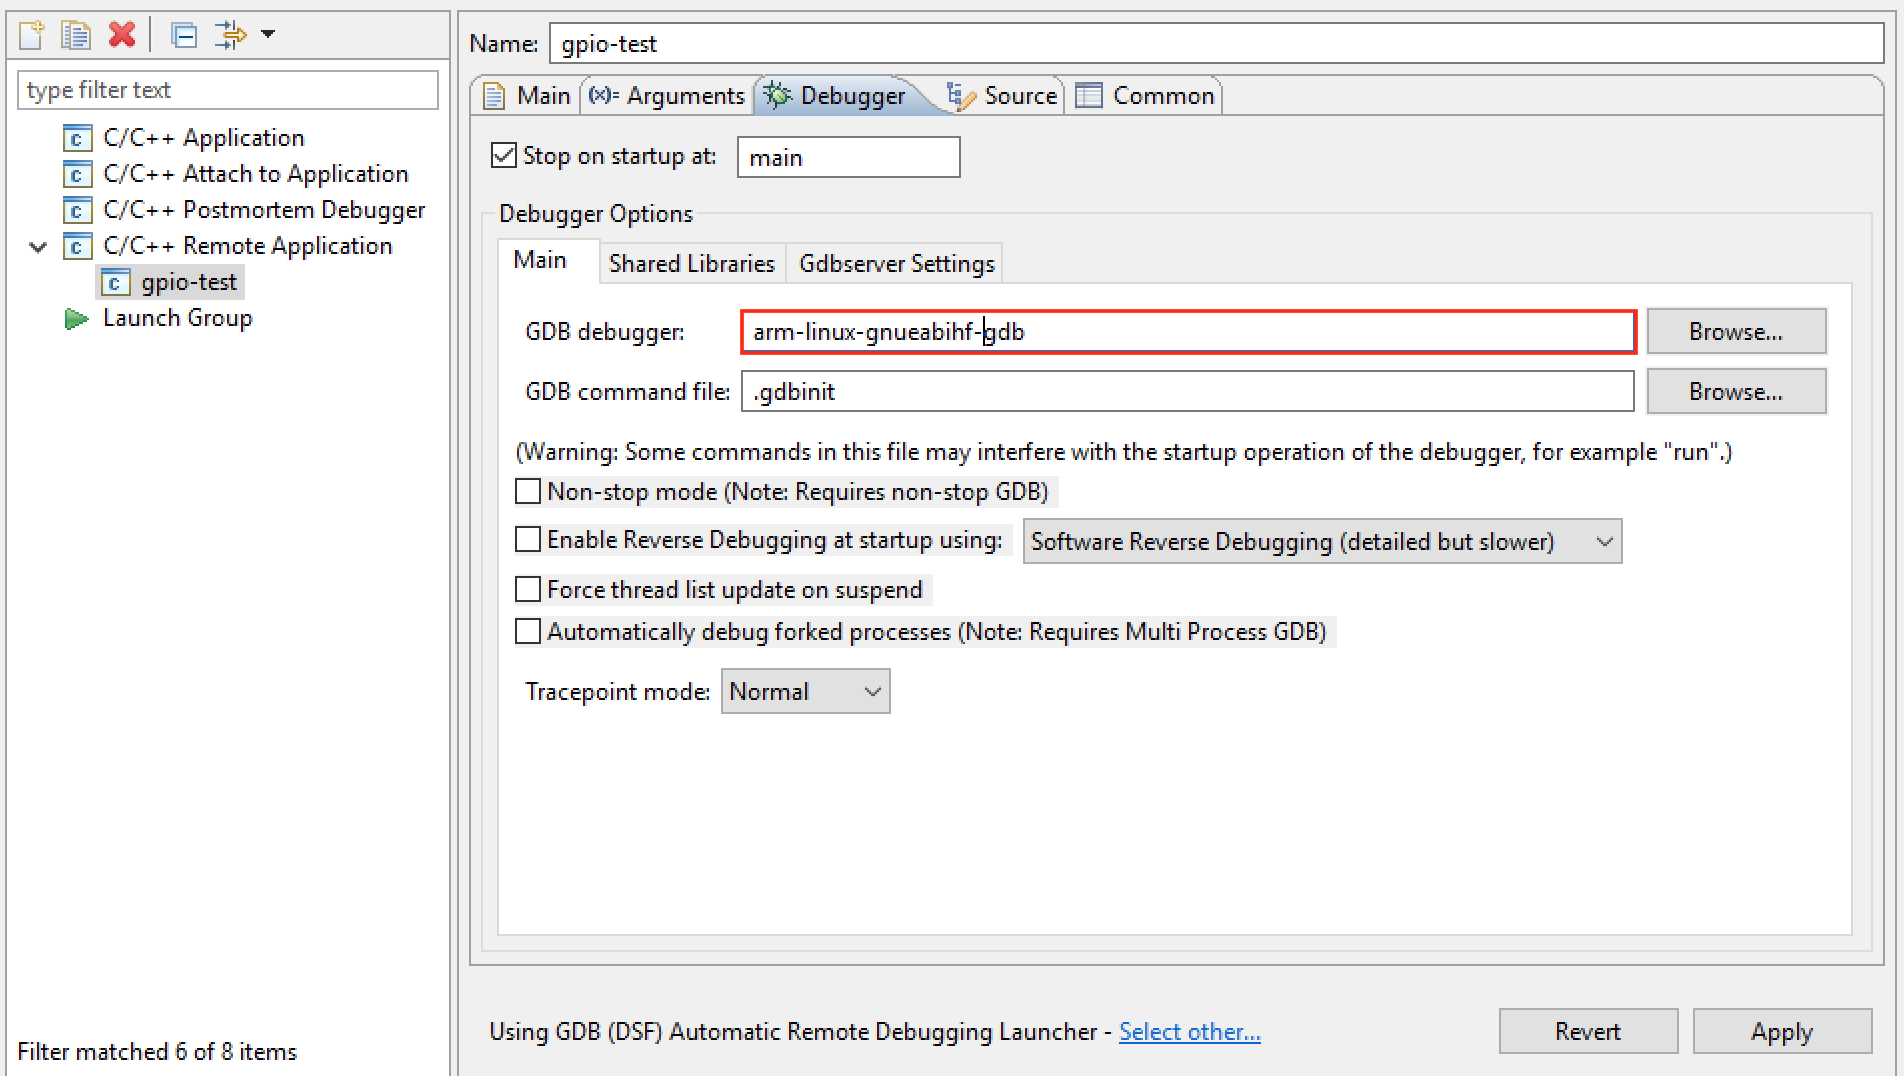 type filter text
C/C++ Application
C/C++ Attach to Application
C/C++ Postmortem Debugger
C/C++ Remote Application
gpio-test
Launch Group
Filter matched 6 of 8 items
Name: gpio-test
Main (x)= Arguments Debugger Source Common
Stop on startup at: main
Debugger Options
Main Shared Libraries Gdbserver Settings
GDB debugger: arm-linux-gnueabihf-gdb Browse...
GDB command file: .gdbinit Browse...
(Warning: Some commands in this file may interfere with the startup operation of the debugger, for example "run".)
Non-stop mode (Note: Requires non-stop GDB)
Enable Reverse Debugging at startup using: Software Reverse Debugging (detailed but slower)
Force thread list update on suspend
Automatically debug forked processes (Note: Requires Multi Process GDB)
Tracepoint mode: Normal
Using GDB (DSF) Automatic Remote Debugging Launcher - Select other...
Revert Apply